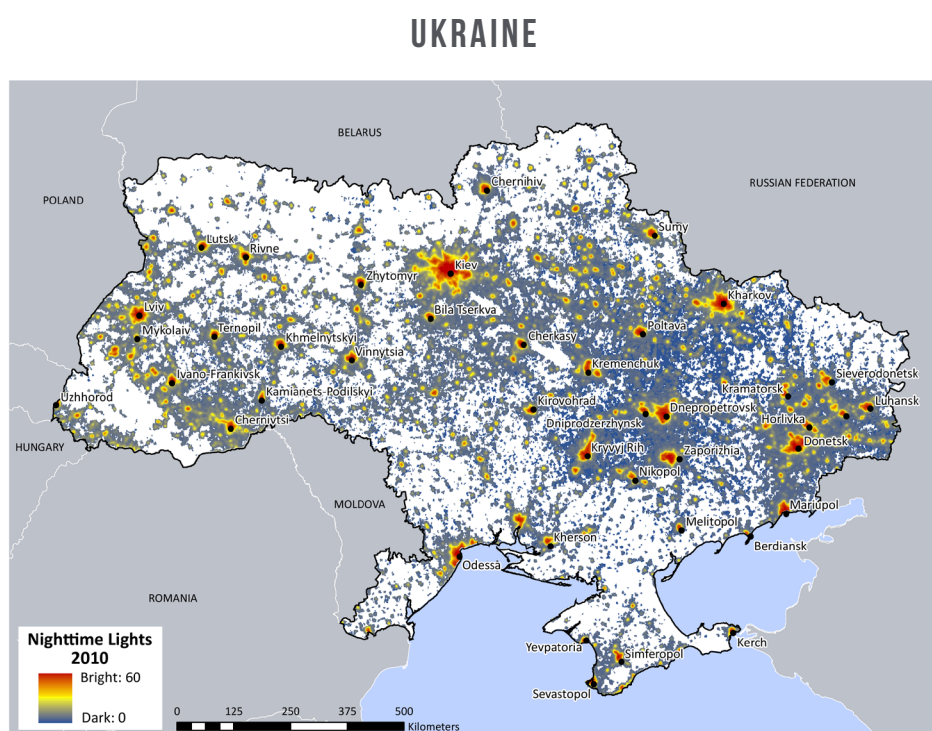 UKRAINE
BELARUS
RUSSIAN FEDERATION
POLAND
Chernihiv
Sumy
Lutsk
Rivne
Kiev
Zhytomyr
Kharkov
Lviv
Bila Tserkva
Mykolaiv
Ternopil
Khmelnytskyi
Cherkasy
Poltava
Vinnytsia
Kremenchuk
Ivano-Frankivsk
Sieverodonetsk
Kramatorsk
Kamianets-Podilskyi
Uzhhorod
Kirovohrad
Dnepropetrovsk
Luhansk
Chernivtsi
Dniprodzerzhynsk
Horlivka
HUNGARY
Kryvyj Rih
Donetsk
Zaporizhia
Nikopol
MOLDOVA
Mariupol
Melitopol
Kherson
Berdiansk
Odessa
ROMANIA
Nighttime Lights
2010
Bright: 60
Dark: 0
Yevpatoria
Simferopol
Kerch
Sevastopol
0 125 250 375 500
Kilometers